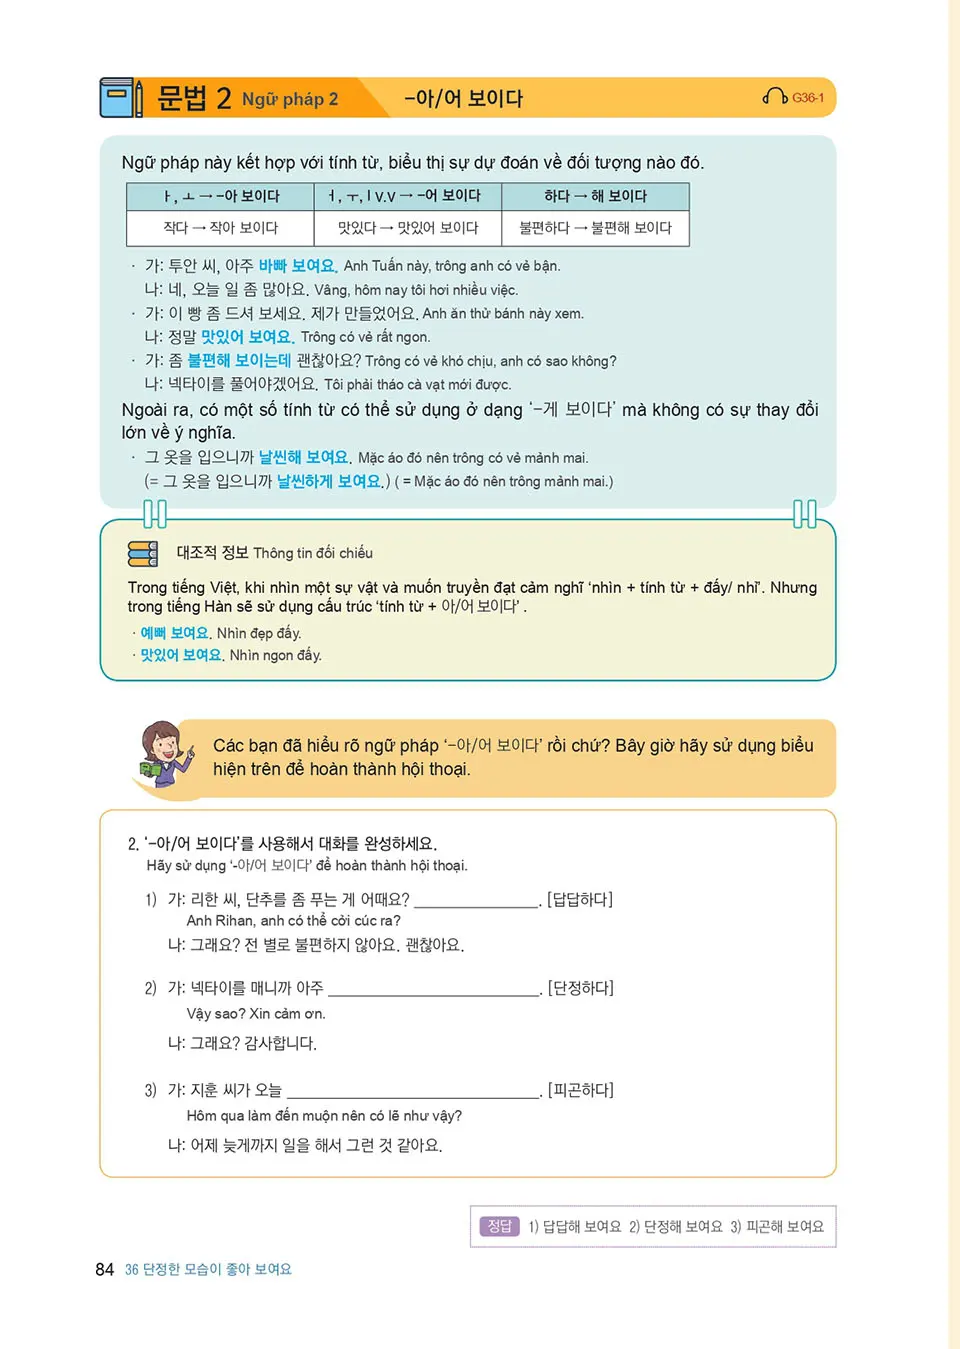 문법 2 Ngữ pháp 2 -아/어 보이다 G36-1
Ngữ pháp này kết hợp với tính từ, biểu thị sự dự đoán về đối tượng nào đó.
ㅏ, ㅗ → -아 보이다 ㅓ, ㅜ, ㅣ v.v → -어 보이다 하다 → 해 보이다
작다 → 작아 보이다 맛있다 → 맛있어 보이다 불편하다 → 불편해 보이다
· 가: 투안 씨, 아주 바빠 보여요. Anh Tuấn này, trông anh có vẻ bận.
나: 네, 오늘 일 좀 많아요. Vâng, hôm nay tôi hơi nhiều việc.
· 가: 이 빵 좀 드셔 보세요. 제가 만들었어요. Anh ăn thử bánh này xem.
나: 정말 맛있어 보여요. Trông có vẻ rất ngon.
· 가: 좀 불편해 보이는데 괜찮아요? Trông có vẻ khó chịu, anh có sao không?
나: 넥타이를 풀어야겠어요. Tôi phải tháo cà vạt mới được.
Ngoài ra, có một số tính từ có thể sử dụng ở dạng ‘-게 보이다’ mà không có sự thay đổi
lớn về ý nghĩa.
· 그 옷을 입으니까 날씬해 보여요. Mặc áo đó nên trông có vẻ mảnh mai.
(= 그 옷을 입으니까 날씬하게 보여요.) ( = Mặc áo đó nên trông mảnh mai.)
대조적 정보 Thông tin đối chiếu
Trong tiếng Việt, khi nhìn một sự vật và muốn truyền đạt cảm nghĩ ‘nhìn + tính từ + đấy/ nhỉ’. Nhưng
trong tiếng Hàn sẽ sử dụng cấu trúc ‘tính từ + 아/어 보이다’ .
· 예뻐 보여요. Nhìn đẹp đấy.
· 맛있어 보여요. Nhìn ngon đấy.
Các bạn đã hiểu rõ ngữ pháp ‘-아/어 보이다’ rồi chứ? Bây giờ hãy sử dụng biểu
hiện trên để hoàn thành hội thoại.
2. ‘-아/어 보이다’를 사용해서 대화를 완성하세요.
Hãy sử dụng ‘-아/어 보이다’ để hoàn thành hội thoại.
1) 가: 리한 씨, 단추를 좀 푸는 게 어때요? ________________. [답답하다]
Anh Rihan, anh có thể cởi cúc ra?
나: 그래요? 전 별로 불편하지 않아요. 괜찮아요.
2) 가: 넥타이를 매니까 아주 ___________________________. [단정하다]
Vậy sao? Xin cảm ơn.
나: 그래요? 감사합니다.
3) 가: 지훈 씨가 오늘 ________________________________. [피곤하다]
Hôm qua làm đến muộn nên có lẽ như vậy?
나: 어제 늦게까지 일을 해서 그런 것 같아요.
정답 1) 답답해 보여요 2) 단정해 보여요 3) 피곤해 보여요
84 36 단정한 모습이 좋아 보여요